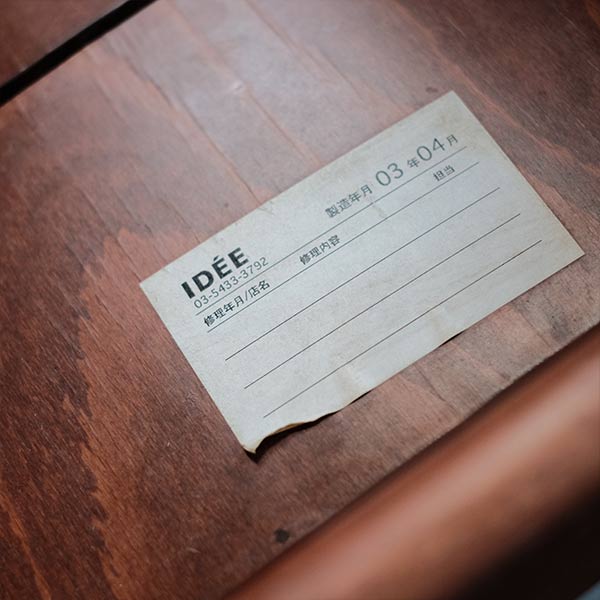 IDÉE 製造年月 03 年 04 月
03-5433-3792
修理年月/店名 修理内容 担当